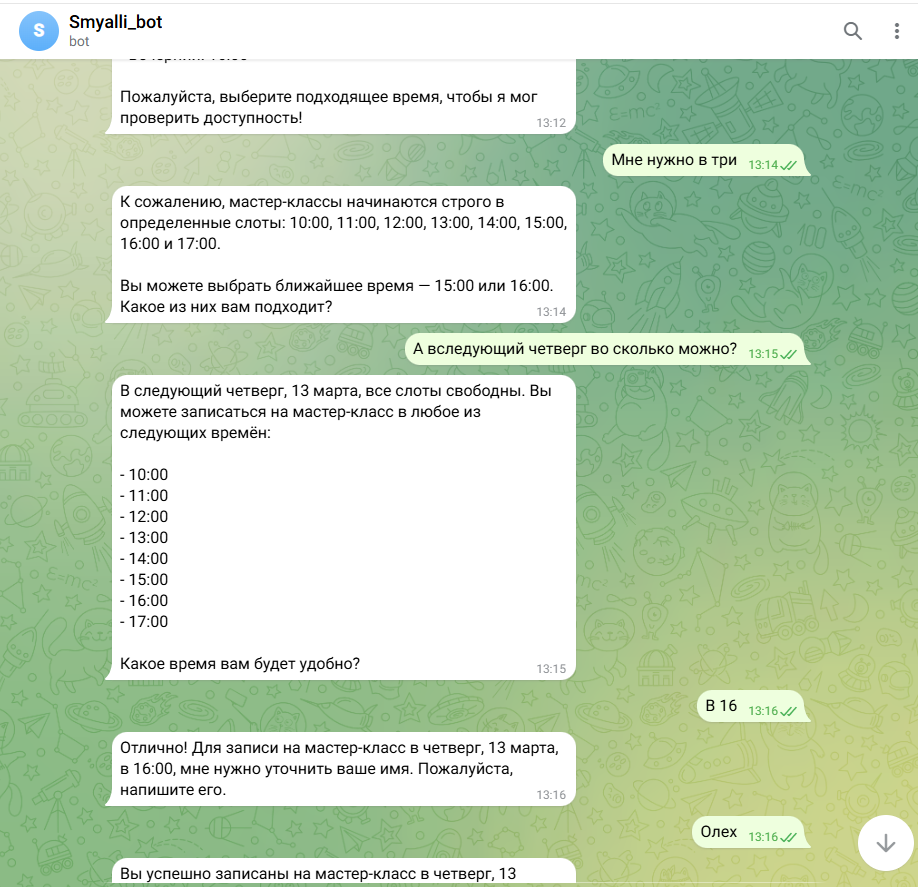 S
Smyalli_bot
bot
Пожалуйста, выберите подходящее время, чтобы я мог
проверить доступность!
13:12
Мне нужно в три
13:14
К сожалению, мастер-классы начинаются строго в
определенные слоты: 10:00, 11:00, 12:00, 13:00, 14:00, 15:00,
16:00 и 17:00.
Вы можете выбрать ближайшее время — 15:00 или 16:00.
Какое из них вам подходит?
13:14
А вследующий четверг во сколько можно?
13:15
В следующий четверг, 13 марта, все слоты свободны. Вы
можете записаться на мастер-класс в любое из
следующих времён:
- 10:00
- 11:00
- 12:00
- 13:00
- 14:00
- 15:00
- 16:00
- 17:00
Какое время вам будет удобно?
13:15
В 16
13:16
Отлично! Для записи на мастер-класс в четверг, 13 марта,
в 16:00, мне нужно уточнить ваше имя. Пожалуйста,
напишите его.
13:16
Олех
13:16
Вы успешно записаны на мастер-класс в четверг, 13